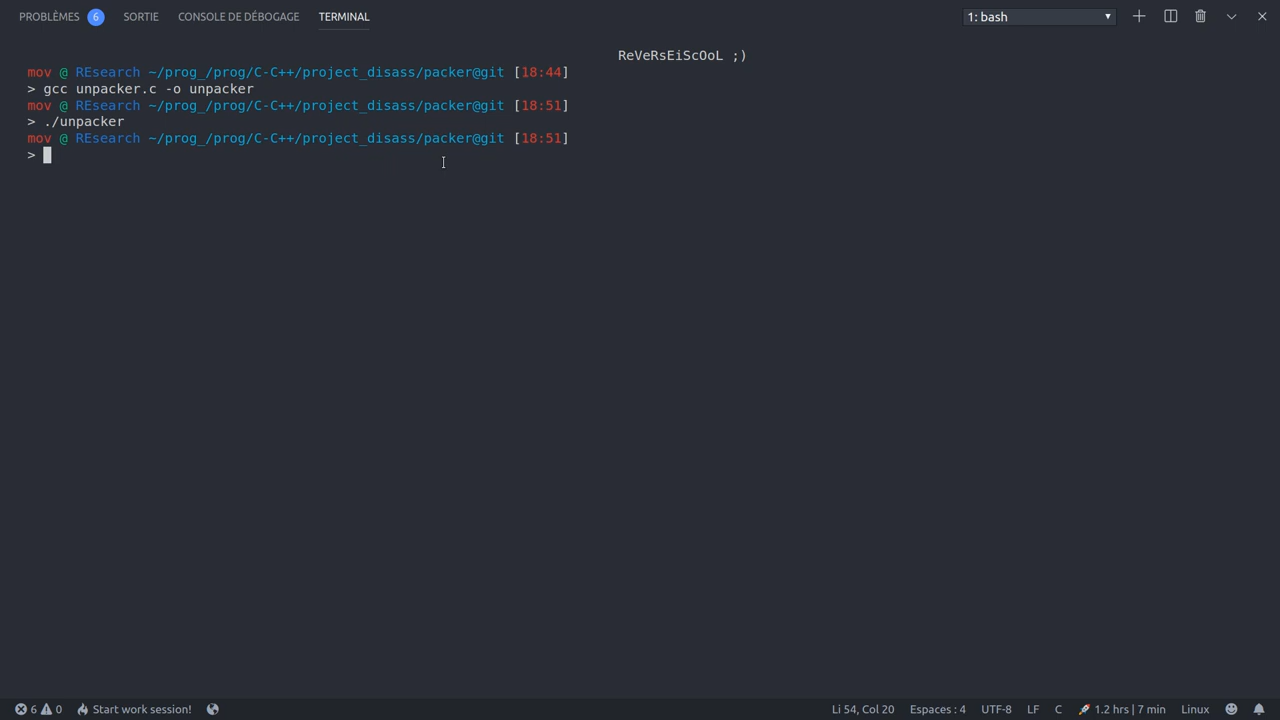 PROBLÈMES 6 SORTIE CONSOLE DE DÉBOGAGE TERMINAL 1: bash
ReVeRsEiScOoL ;)
mov @ REsearch ~/prog_/prog/C-C++/project_disass/packer@git [18:44]
> gcc unpacker.c -o unpacker
mov @ REsearch ~/prog_/prog/C-C++/project_disass/packer@git [18:51]
> ./unpacker
mov @ REsearch ~/prog_/prog/C-C++/project_disass/packer@git [18:51]
>
6 0 Start work session! Li 54, Col 20 Espaces : 4 UTF-8 LF C 1.2 hrs | 7 min Linux